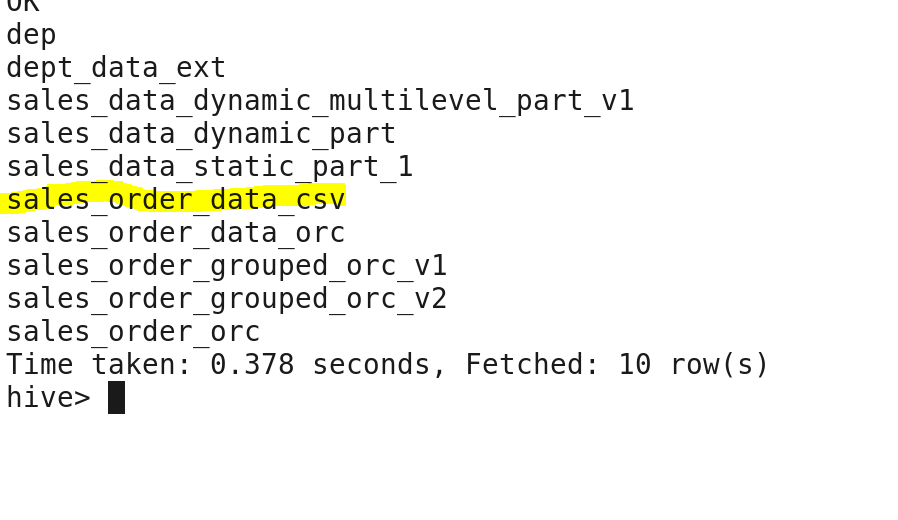 OK
dep
dept_data_ext
sales_data_dynamic_multilevel_part_v1
sales_data_dynamic_part
sales_data_static_part_1
sales_order_data_csv
sales_order_data_orc
sales_order_grouped_orc_v1
sales_order_grouped_orc_v2
sales_order_orc
Time taken: 0.378 seconds, Fetched: 10 row(s)
hive>